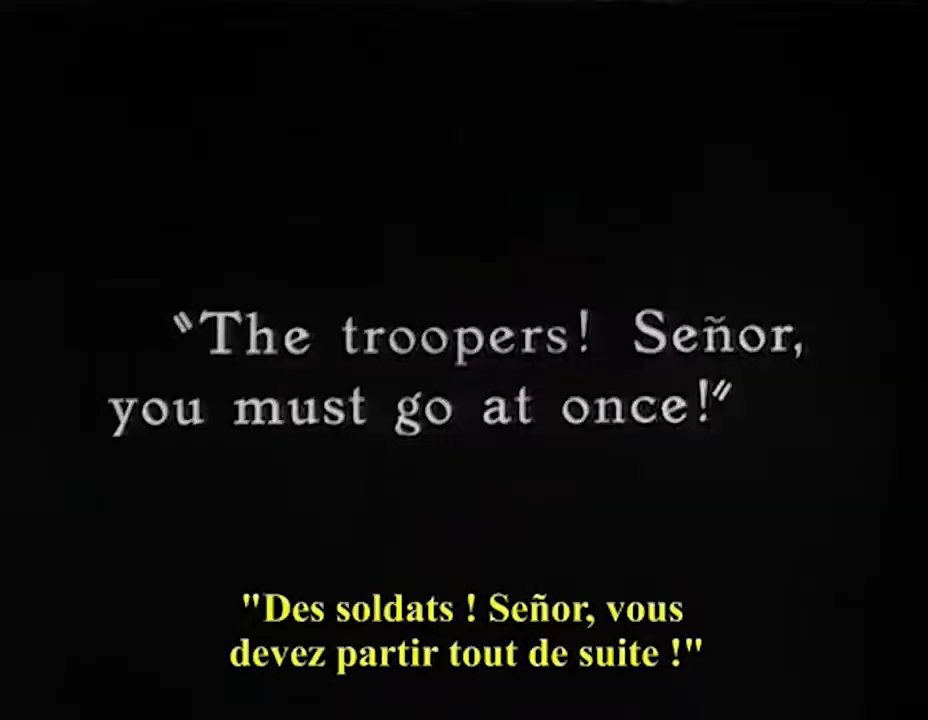 "The troopers! Señor,
you must go at once!"
"Des soldats ! Señor, vous
devez partir tout de suite !"